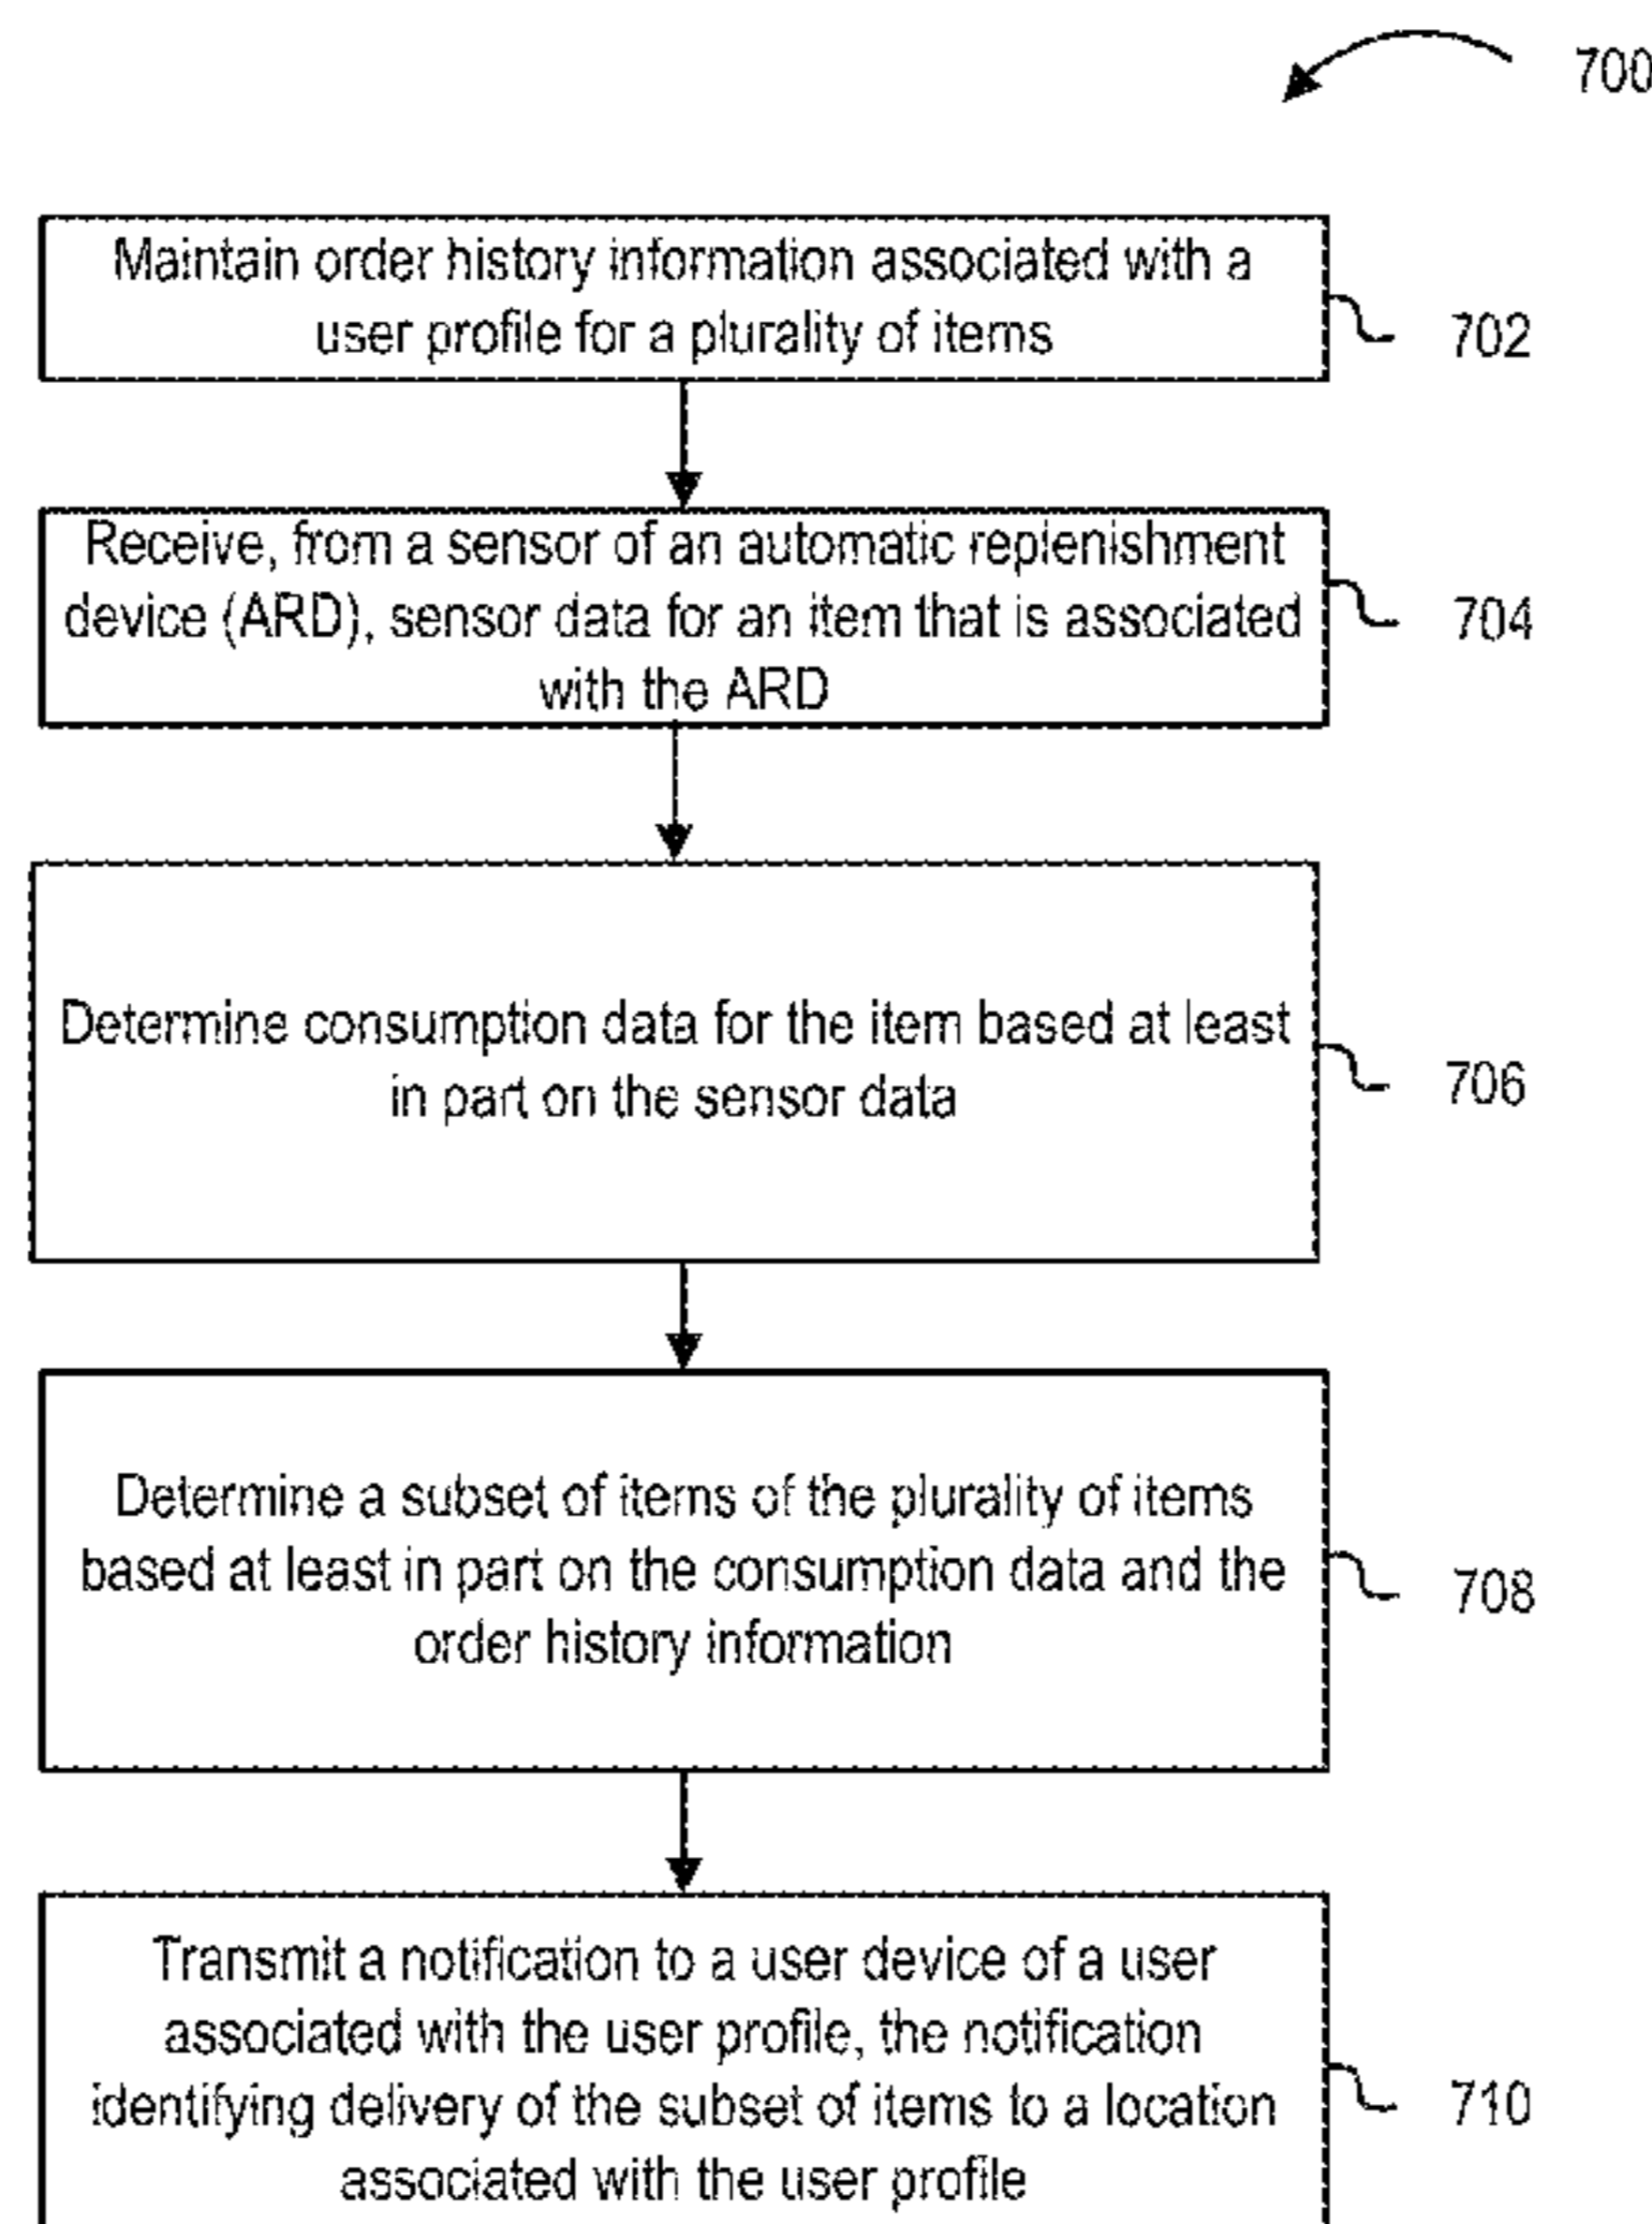 700
Maintain order history information associated with a
user profile for a plurality of items
702
Receive, from a sensor of an automatic replenishment
device (ARD), sensor data for an item that is associated
with the ARD
704
Determine consumption data for the item based at least
in part on the sensor data
706
Determine a subset of items of the plurality of items
based at least in part on the consumption data and the
order history information
708
Transmit a notification to a user device of a user
associated with the user profile, the notification
identifying delivery of the subset of items to a location
associated with the user profile
710